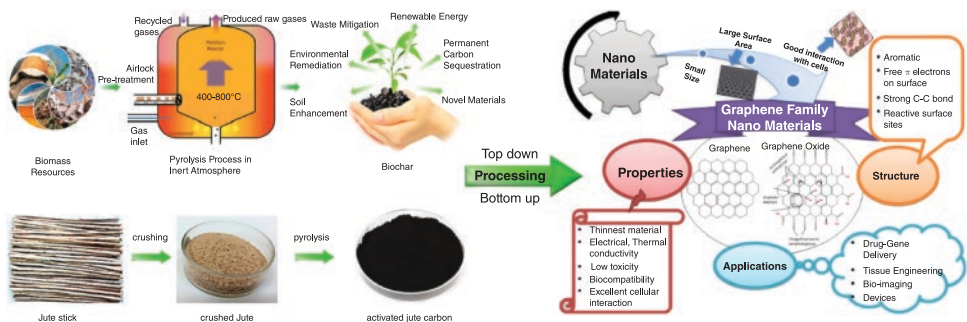 Recycled
gases
Produced raw gases
Airlock
Pre-treatment
400-800°C
Gas
inlet
Biomass
Resources
Pyrolysis Process in
Inert Atmosphere
Waste Mitigation
Renewable Energy
Environmental
Remediation
Permanent
Carbon
Sequestration
Soil
Enhancement
Novel Materials
Biochar
Jute stick
crushing
crushed Jute
pyrolysis
activated jute carbon
Top down
Processing
Bottom up
Nano
Materials
Small
Size
Large Surface
Area
Good interaction
with cells
Graphene Family
Nano Materials
Graphene
Graphene Oxide
Properties
• Thinnest material
• Electrical, Thermal
conductivity
• Low toxicity
• Biocompatibility
• Excellent cellular
interaction
Structure
• Aromatic
• Free π electrons
on surface
• Strong C-C bond
• Reactive surface
sites
Applications
• Drug-Gene
Delivery
• Tissue Engineering
• Bio-imaging
• Devices